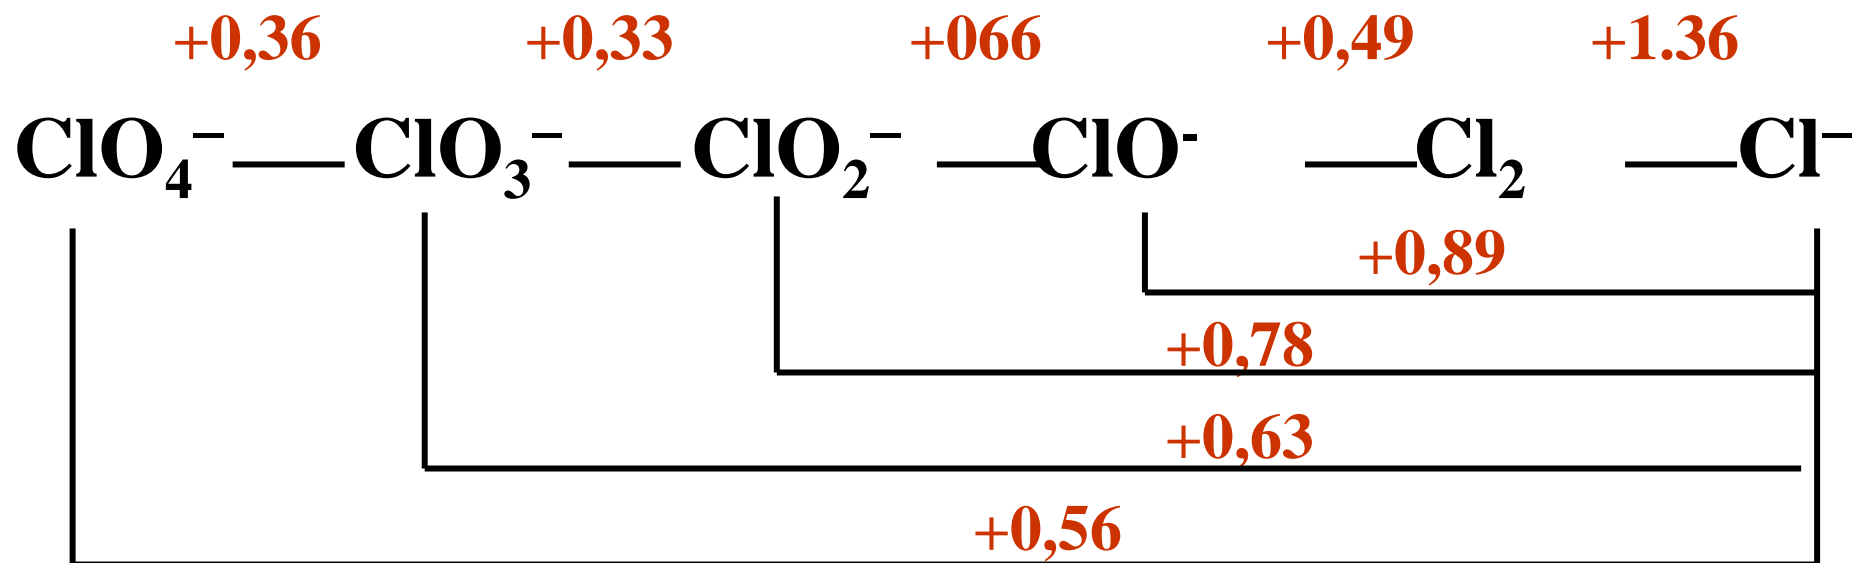 +0,36 +0,33 +066 +0,49 +1.36
ClO₄⁻ ClO₃⁻ ClO₂⁻ ClO⁻ Cl₂ Cl⁻
+0,89
+0,78
+0,63
+0,56